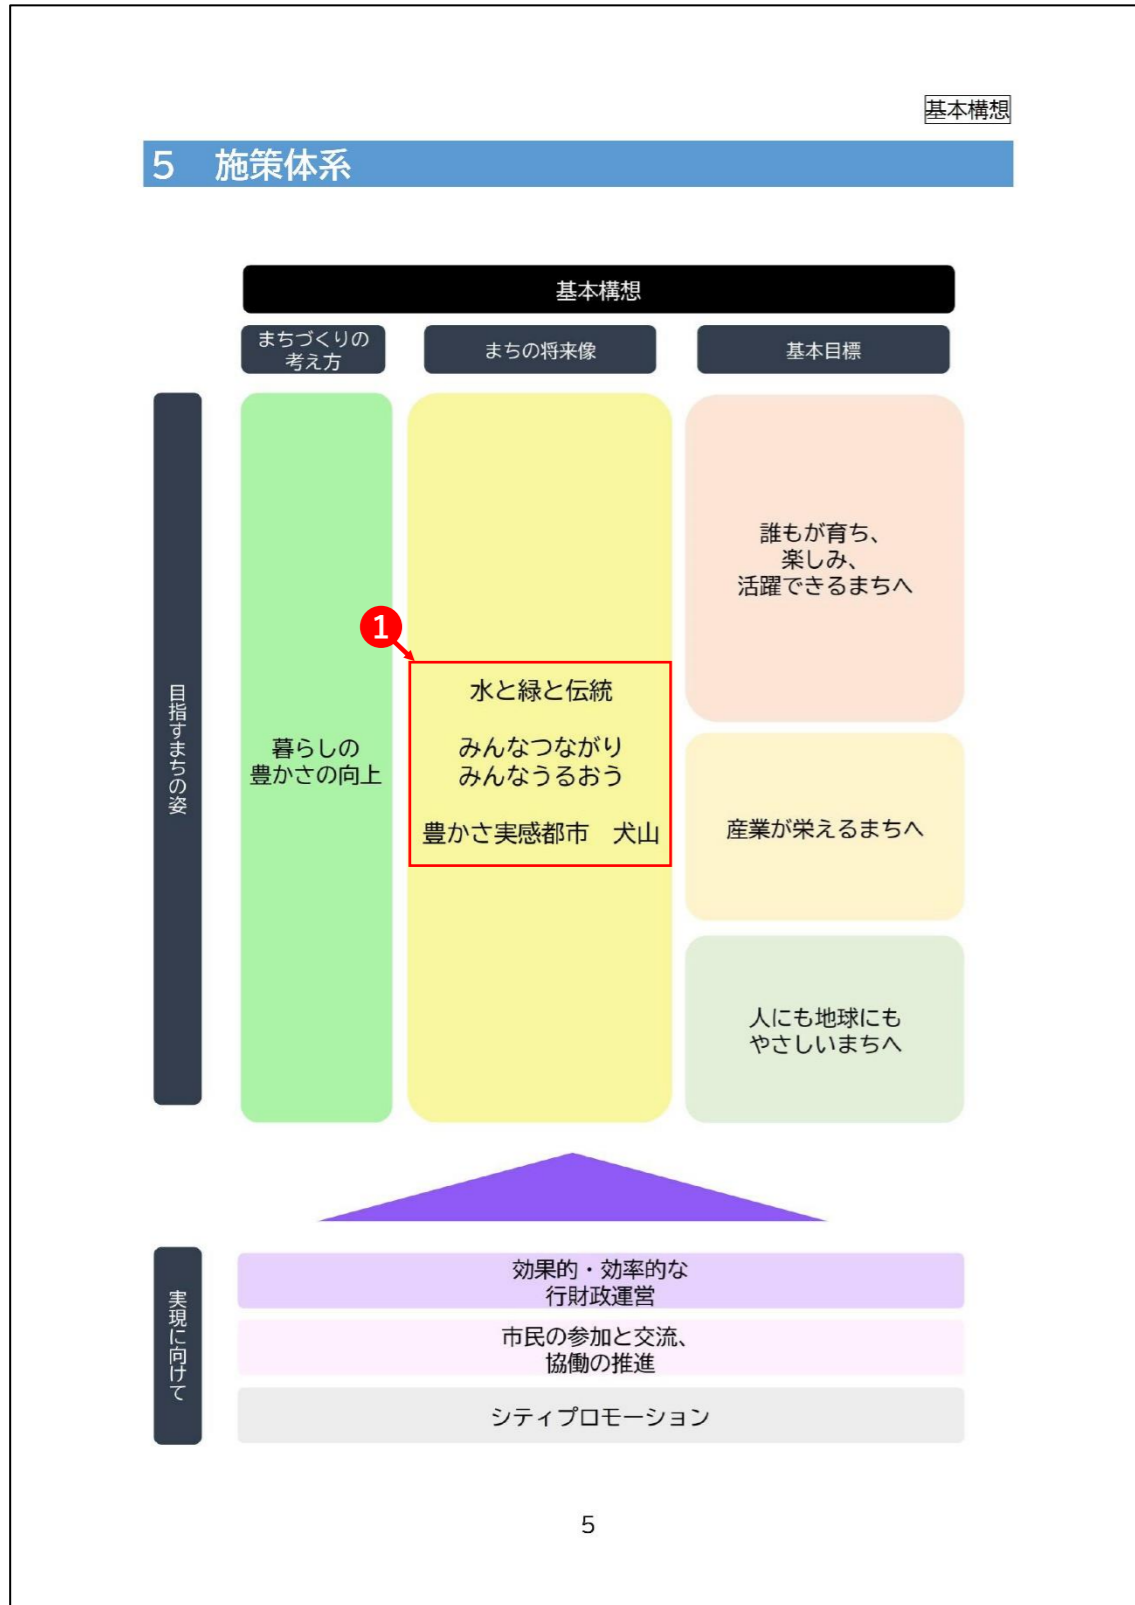 基本構想
5 施策体系
基本構想
まちづくりの
考え方
まちの将来像
基本目標
目指すまちの姿
暮らしの
豊かさの向上
1
水と緑と伝統
みんなつながり
みんなうるおう
豊かさ実感都市 犬山
誰もが育ち、
楽しみ、
活躍できるまちへ
産業が栄えるまちへ
人にも地球にも
やさしいまちへ
実現に向けて
効果的・効率的な
行財政運営
市民の参加と交流、
協働の推進
シティプロモーション
5